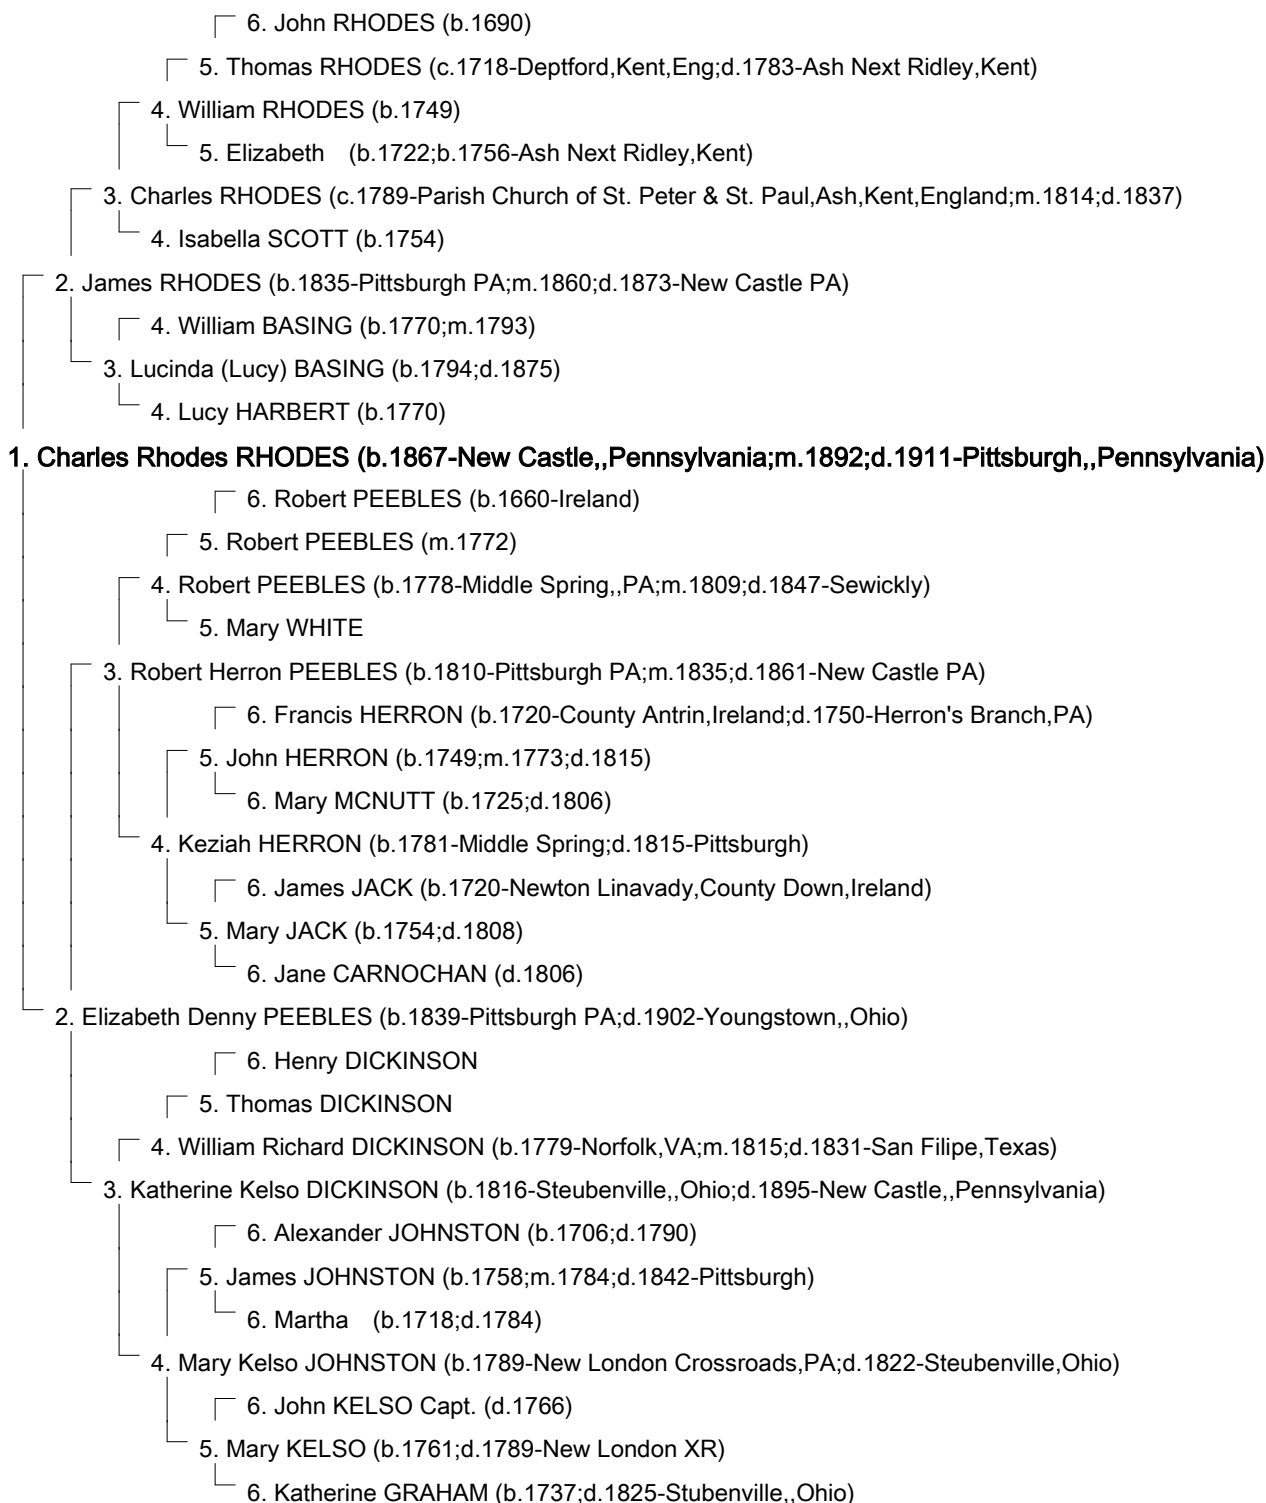 6. John RHODES (b.1690)
5. Thomas RHODES (c.1718-Deptford,Kent,Eng;d.1783-Ash Next Ridley,Kent)
4. William RHODES (b.1749)
5. Elizabeth (b.1722;b.1756-Ash Next Ridley,Kent)
3. Charles RHODES (c.1789-Parish Church of St. Peter & St. Paul,Ash,Kent,England;m.1814;d.1837)
4. Isabella SCOTT (b.1754)
2. James RHODES (b.1835-Pittsburgh PA;m.1860;d.1873-New Castle PA)
4. William BASING (b.1770;m.1793)
3. Lucinda (Lucy) BASING (b.1794;d.1875)
4. Lucy HARBERT (b.1770)
1. Charles Rhodes RHODES (b.1867-New Castle,,Pennsylvania;m.1892;d.1911-Pittsburgh,,Pennsylvania)
6. Robert PEEBLES (b.1660-Ireland)
5. Robert PEEBLES (m.1772)
4. Robert PEEBLES (b.1778-Middle Spring,,PA;m.1809;d.1847-Sewickly)
5. Mary WHITE
3. Robert Herron PEEBLES (b.1810-Pittsburgh PA;m.1835;d.1861-New Castle PA)
6. Francis HERRON (b.1720-County Antrin,Ireland;d.1750-Herron's Branch,PA)
5. John HERRON (b.1749;m.1773;d.1815)
6. Mary MCNUTT (b.1725;d.1806)
4. Keziah HERRON (b.1781-Middle Spring;d.1815-Pittsburgh)
6. James JACK (b.1720-Newton Linavady,County Down,Ireland)
5. Mary JACK (b.1754;d.1808)
6. Jane CARNOCHAN (d.1806)
2. Elizabeth Denny PEEBLES (b.1839-Pittsburgh PA;d.1902-Youngstown,,Ohio)
6. Henry DICKINSON
5. Thomas DICKINSON
4. William Richard DICKINSON (b.1779-Norfolk,VA;m.1815;d.1831-San Filipe,Texas)
3. Katherine Kelso DICKINSON (b.1816-Steubenville,,Ohio;d.1895-New Castle,,Pennsylvania)
6. Alexander JOHNSTON (b.1706;d.1790)
5. James JOHNSTON (b.1758;m.1784;d.1842-Pittsburgh)
6. Martha (b.1718;d.1784)
4. Mary Kelso JOHNSTON (b.1789-New London Crossroads,PA;d.1822-Steubenville,Ohio)
6. John KELSO Capt. (d.1766)
5. Mary KELSO (b.1761;d.1789-New London XR)
6. Katherine GRAHAM (b.1737;d.1825-Stubenville,,Ohio)